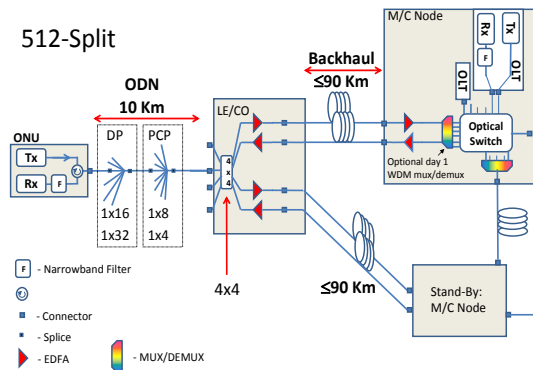 512-Split
M/C Node
Rx
Tx
F
OLT
OLT
Backhaul
≤90 Km
ODN
10 Km
LE/CO
ONU
DP
PCP
Tx
Rx
F
4
x
4
Optical
Switch
Optional day 1
WDM mux/demux
1x16
1x8
1x32
1x4
F
- Narrowband Filter
4x4
≤90 Km
Stand-By:
M/C Node
- Connector
- Splice
- EDFA
- MUX/DEMUX